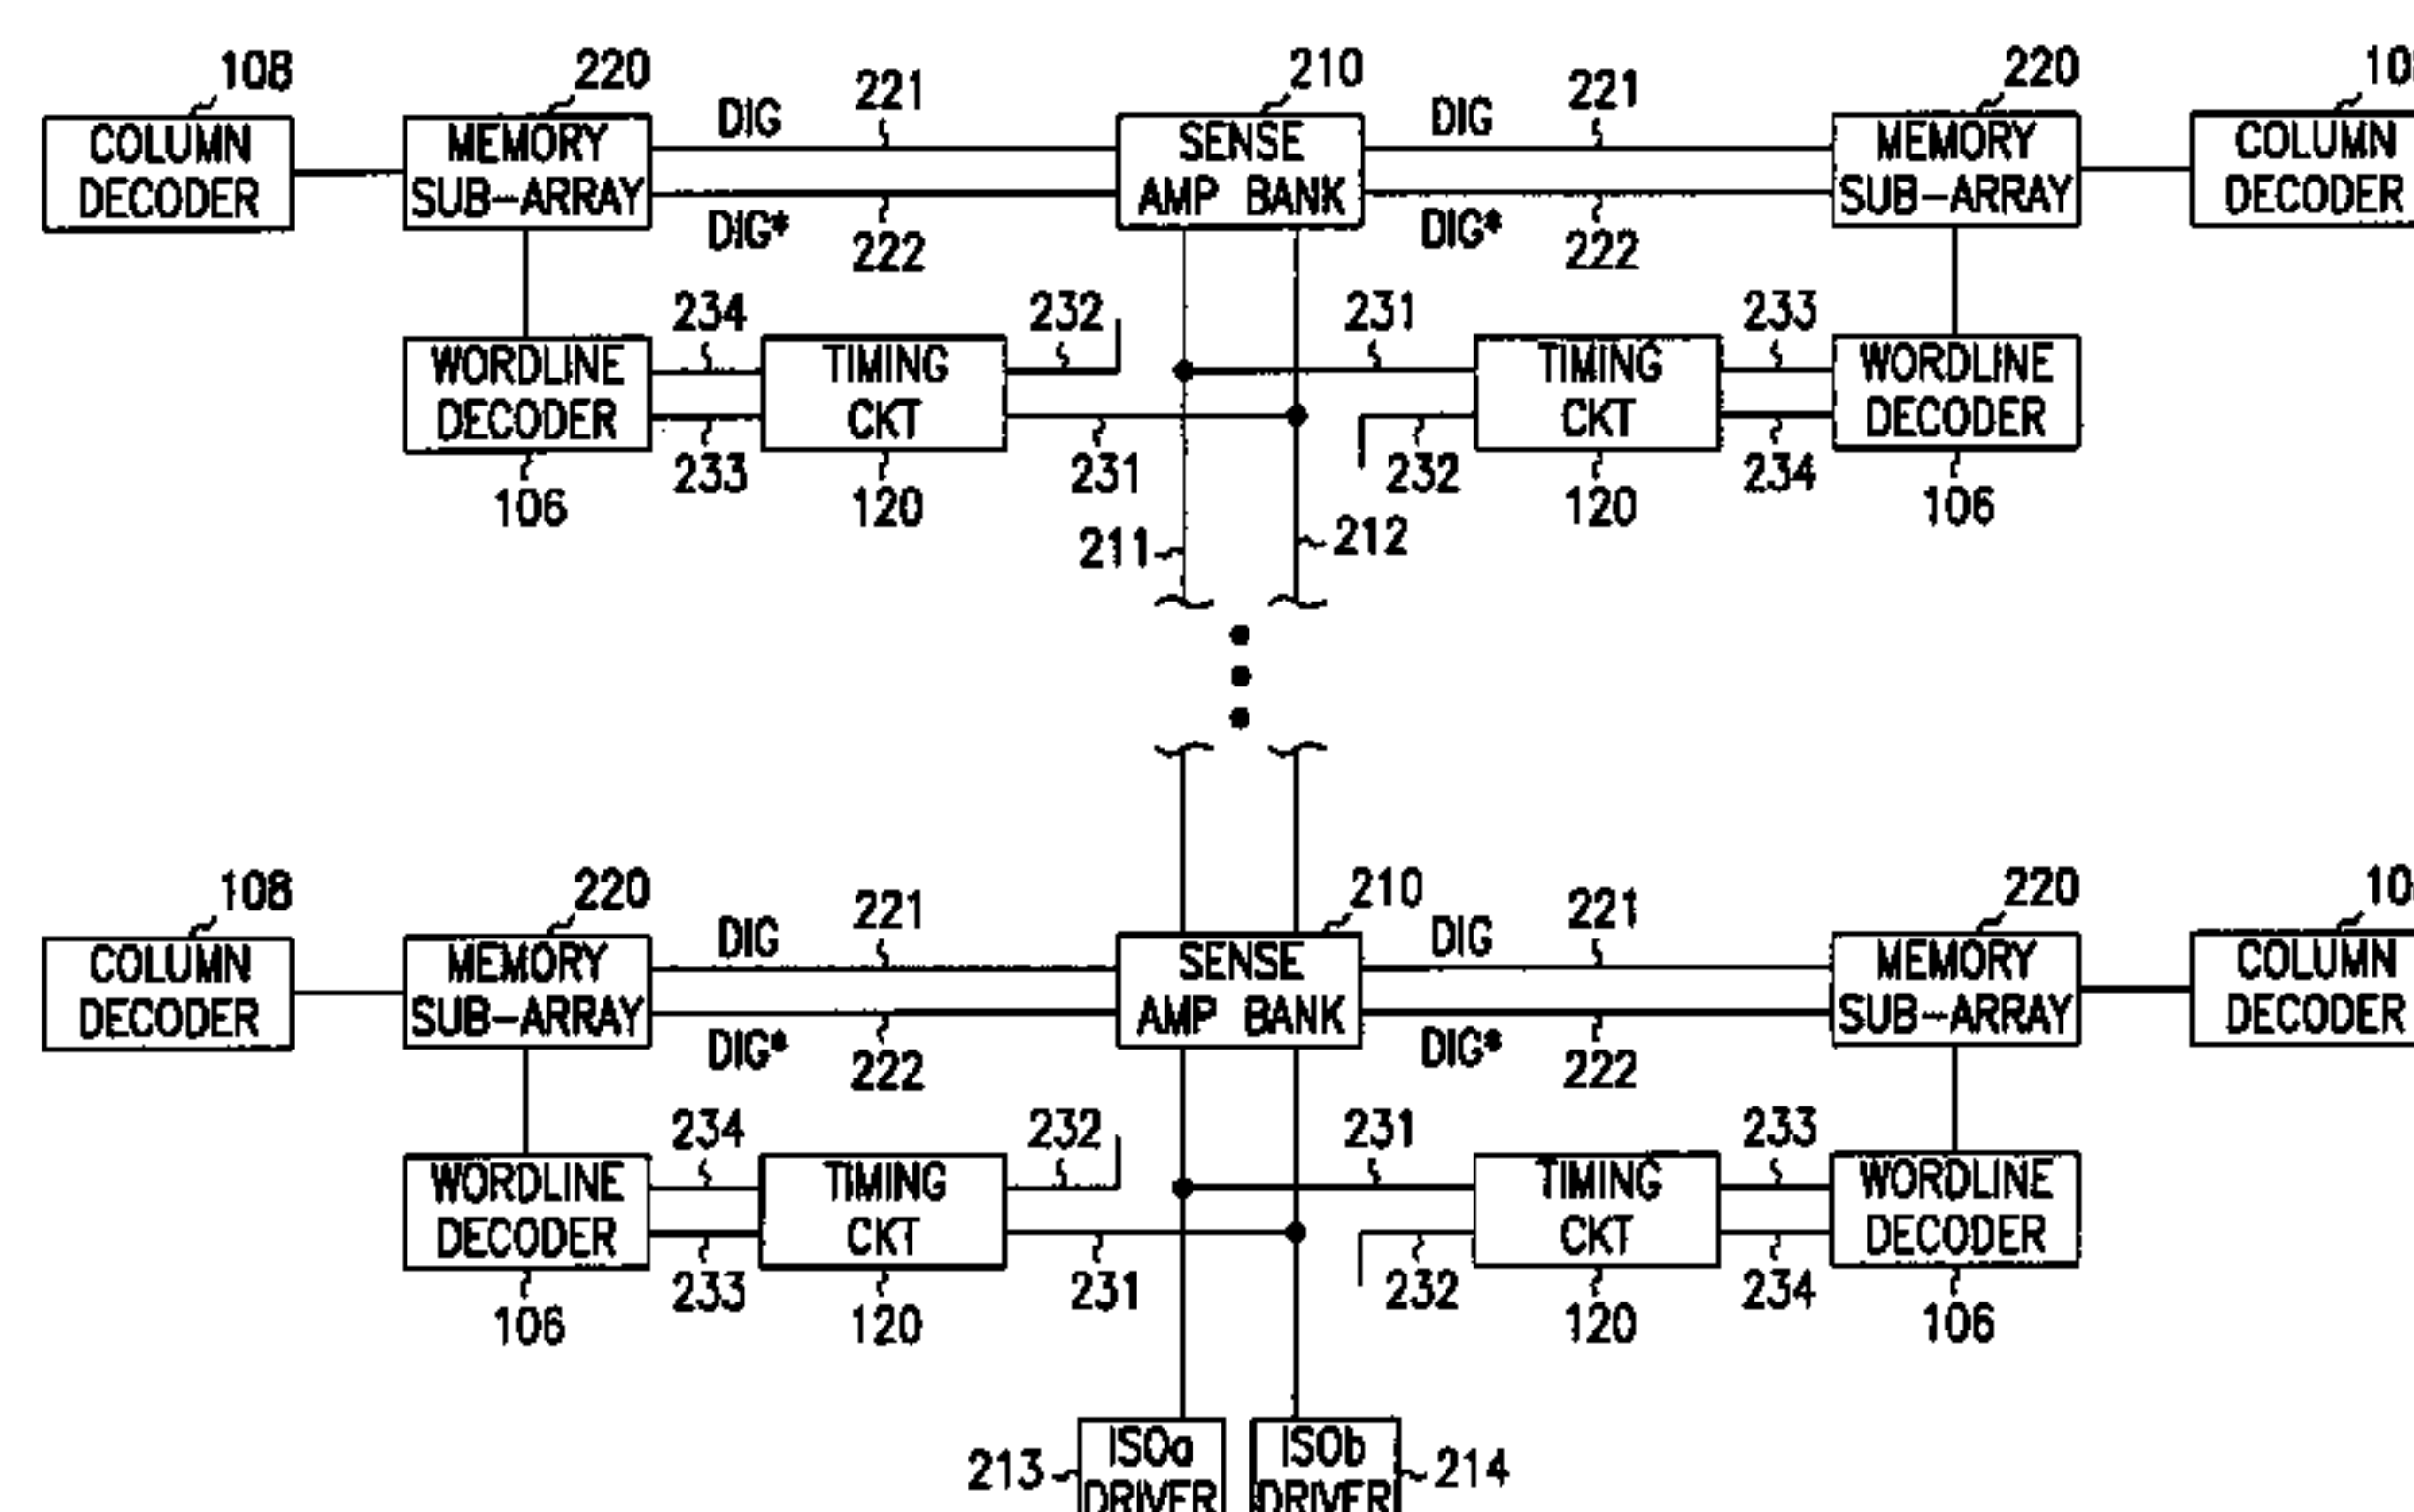 108
220
210
220
DIG
221
DIG
221
COLUMN DECODER
MEMORY SUB-ARRAY
SENSE AMP BANK
MEMORY SUB-ARRAY
COLUMN DECODER
DIG*
222
DIG*
222
234
232
231
233
WORDLINE DECODER
TIMING CKT
TIMING CKT
WORDLINE DECODER
233
231
232
234
106
120
120
106
211
212
108
220
210
220
DIG
221
DIG
221
COLUMN DECODER
MEMORY SUB-ARRAY
SENSE AMP BANK
MEMORY SUB-ARRAY
COLUMN DECODER
DIG*
222
DIG*
222
234
232
231
233
WORDLINE DECODER
TIMING CKT
TIMING CKT
WORDLINE DECODER
233
231
232
234
106
120
120
106
213
ISOa DRIVER
ISOb DRIVER
214